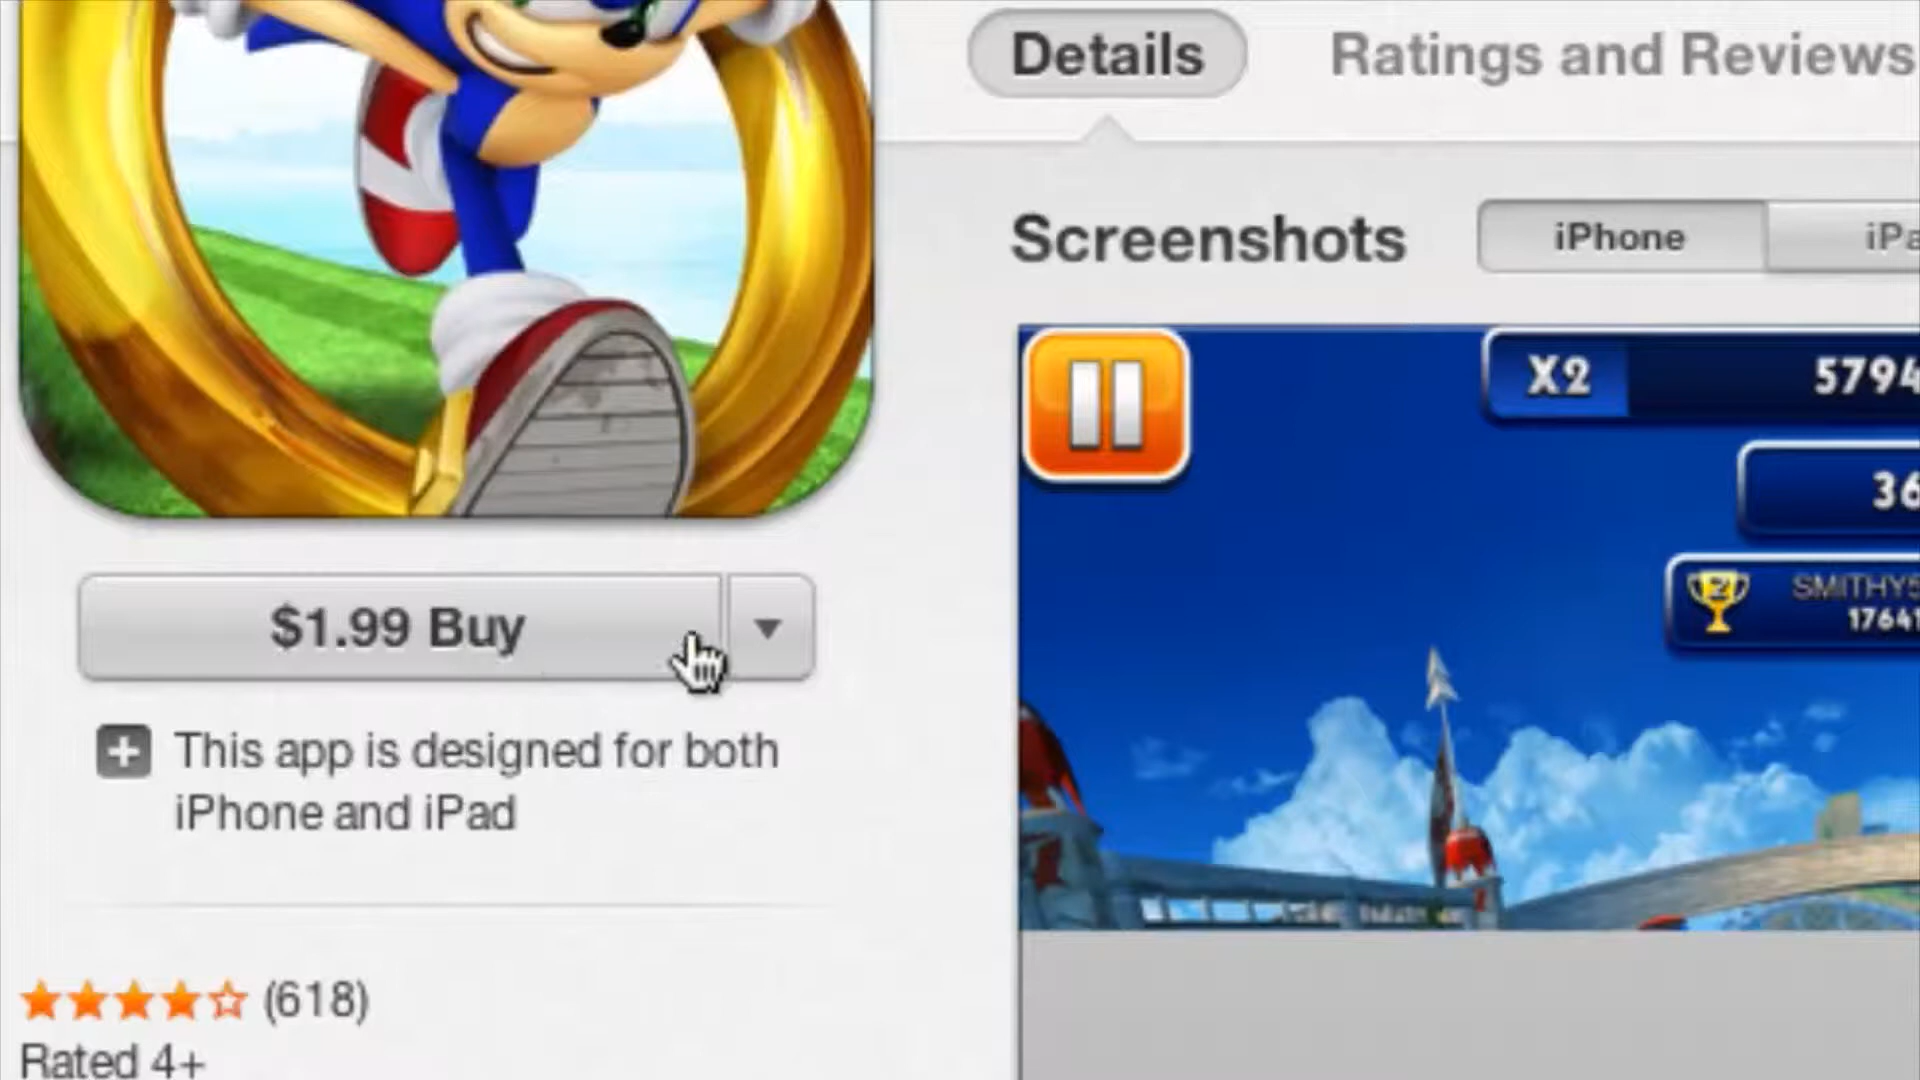 Details
Ratings and Reviews
Screenshots
iPhone
X2
$1.99 Buy
This app is designed for both
iPhone and iPad
(618)
Rated 4+